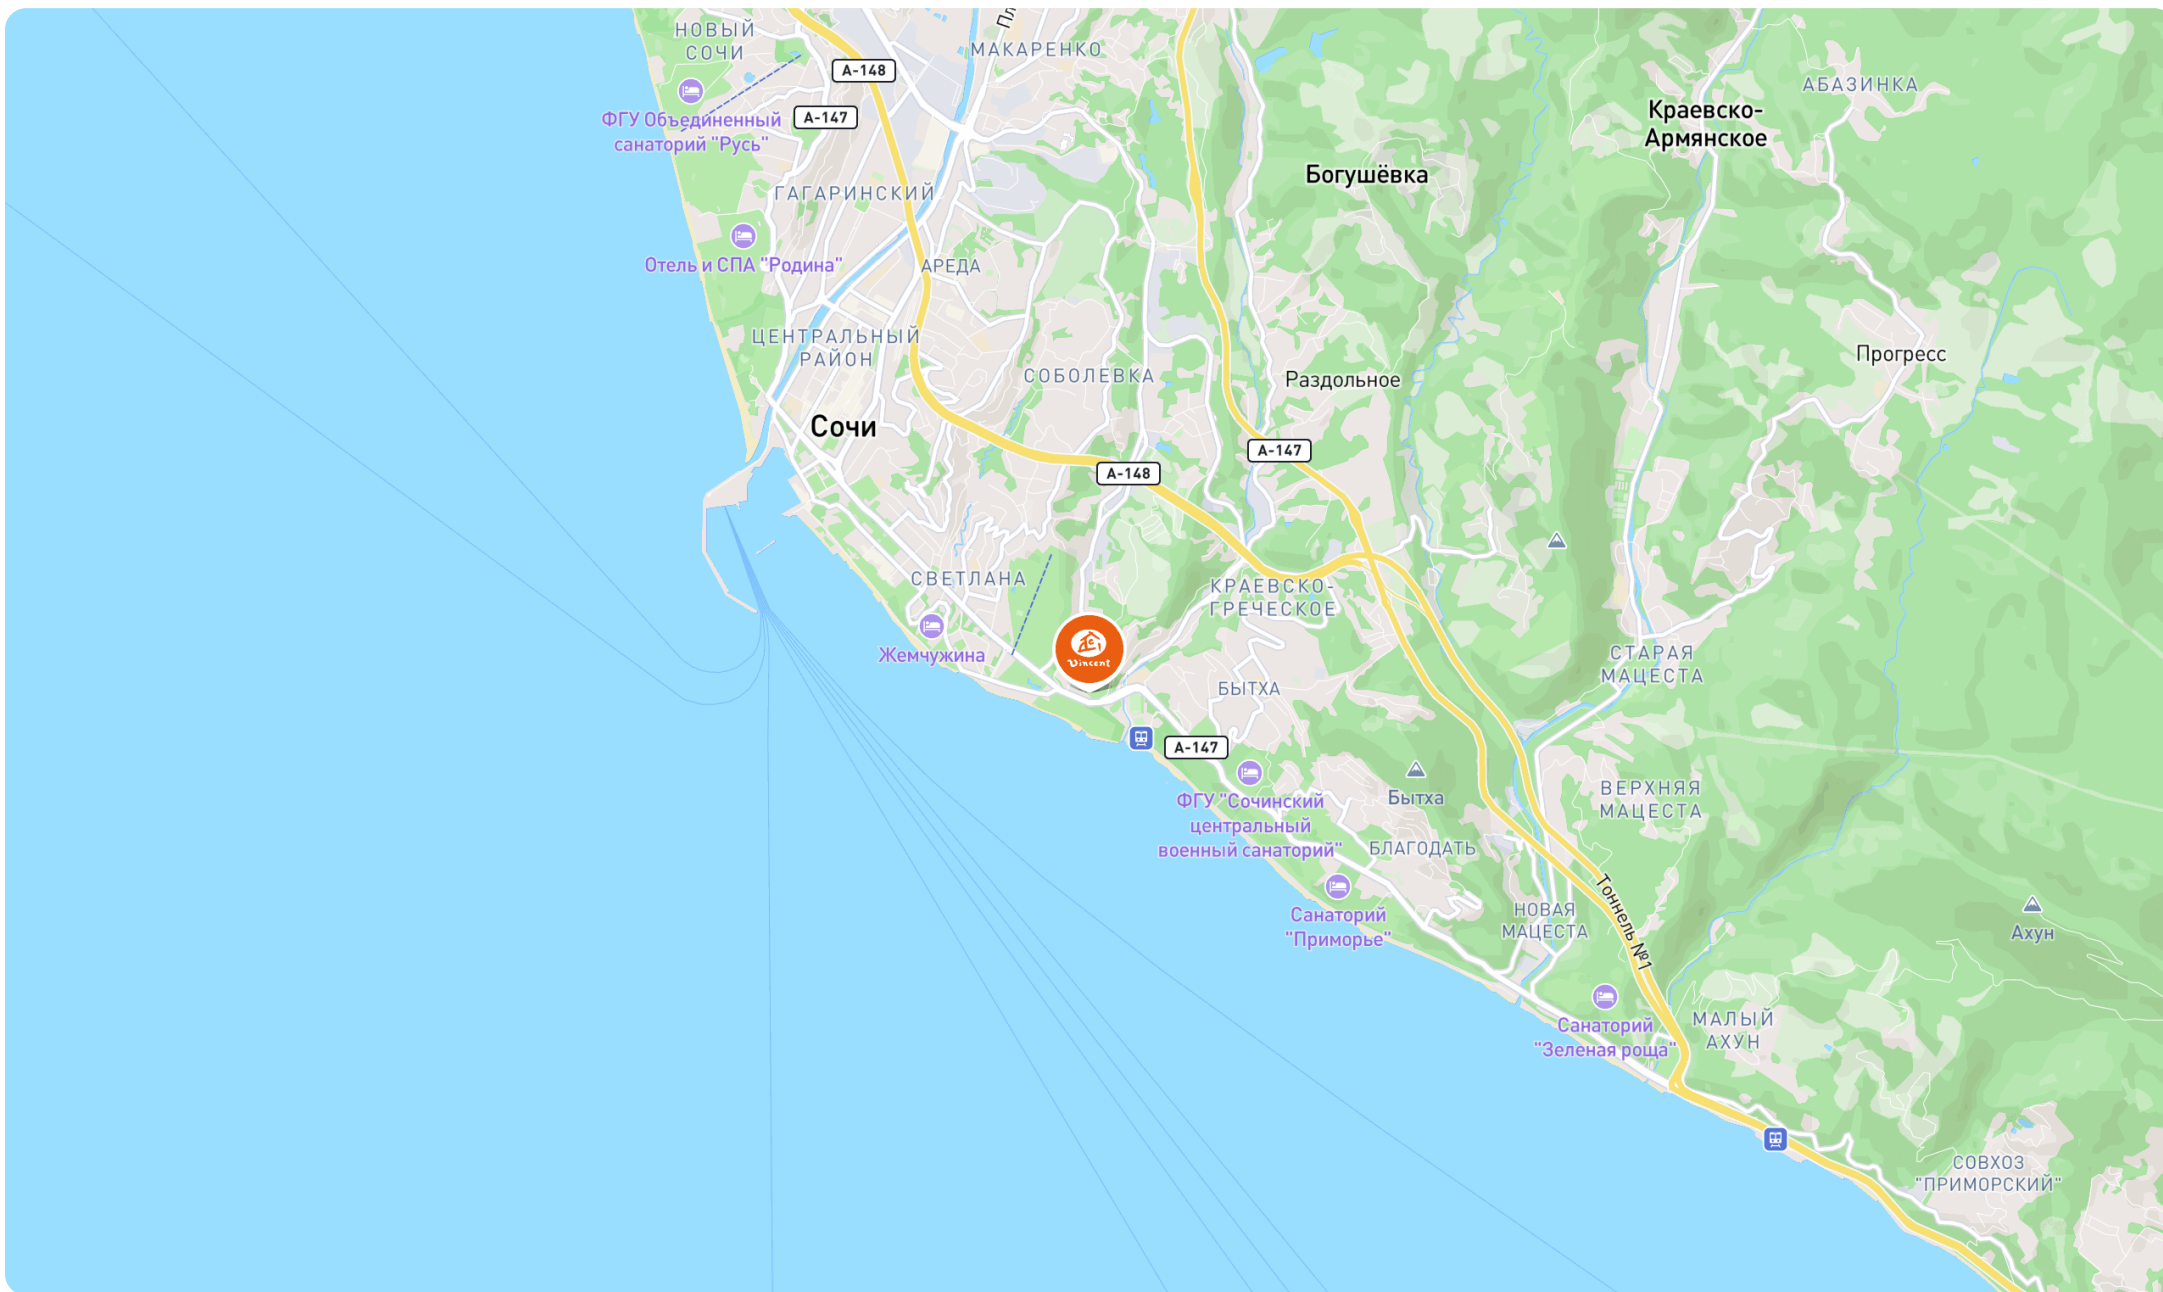 Пл
НОВЫЙ
СОЧИ
МАКАРЕНКО
А-148
АБАЗИНКА
Краевско-
Армянское
А-147
ФГУ Объединенный
санаторий "Русь"
Богушёвка
ГАГАРИНСКИЙ
Отель и СПА "Родина"
АРЕДА
ЦЕНТРАЛЬНЫЙ
РАЙОН
Прогресс
СОБОЛЕВКА
Раздольное
Сочи
А-147
А-148
СВЕТЛАНА
КРАЕВСКО-
ГРЕЧЕСКОЕ
Vincent
Жемчужина
СТАРАЯ
МАЦЕСТА
БЫТХА
А-147
ФГУ "Сочинский
центральный
военный санаторий"
Бытха
ВЕРХНЯЯ
МАЦЕСТА
БЛАГОДАТЬ
Санаторий
"Приморье"
НОВАЯ
МАЦЕСТА
Тоннель №1
Ахун
Санаторий
"Зеленая роща"
МАЛЫЙ
АХУН
СОВХОЗ
"ПРИМОРСКИЙ"